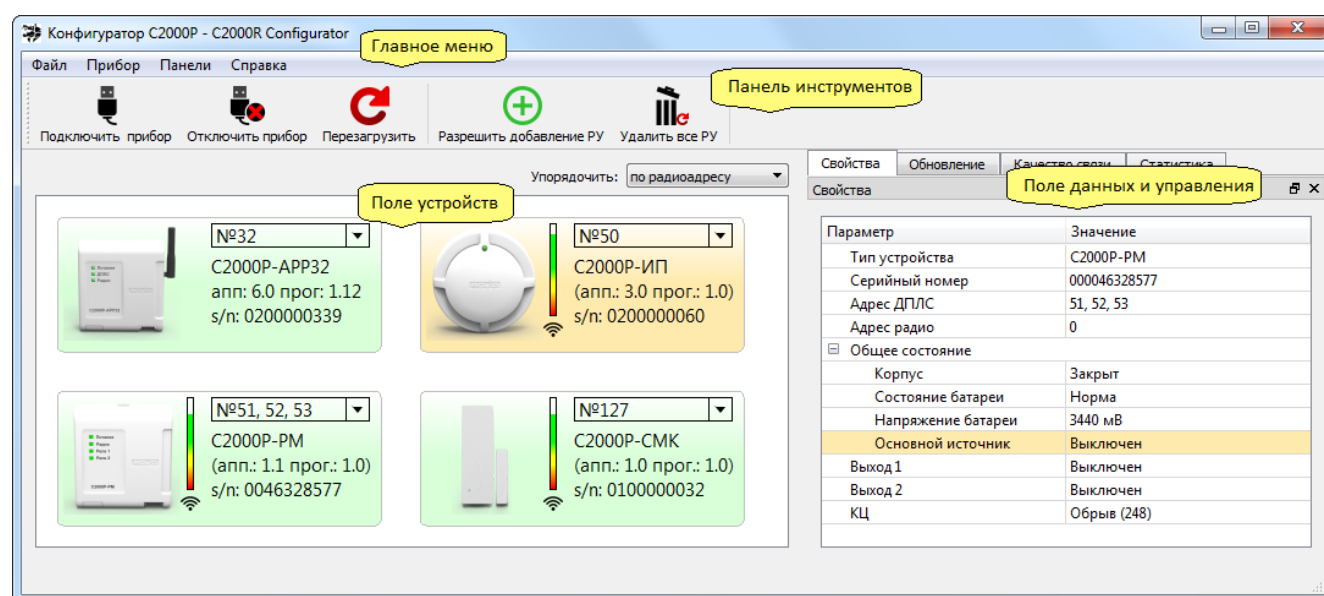 Конфигуратор C2000P - C2000R Configurator
Главное меню
Файл Прибор Панели Справка
Панель инструментов
Подключить прибор Отключить прибор Перезагрузить Разрешить добавление РУ Удалить все РУ
Упорядочить: по радиоадресу
Поле устройств
№32
С2000Р-АРР32
апп: 6.0 прог: 1.12
s/n: 0200000339
№50
С2000Р-ИП
(апп.: 3.0 прог.: 1.0)
s/n: 0200000060
№51, 52, 53
С2000Р-РМ
(апп.: 1.1 прог.: 1.0)
s/n: 0046328577
№127
С2000Р-СМК
(апп.: 1.0 прог.: 1.0)
s/n: 0100000032
Свойства Обновление Качество связи Статистика
Свойства
Поле данных и управления
Параметр Значение
Тип устройства С2000Р-РМ
Серийный номер 000046328577
Адрес ДПЛС 51, 52, 53
Адрес радио 0
Общее состояние
Корпус Закрыт
Состояние батареи Норма
Напряжение батареи 3440 мВ
Основной источник Выключен
Выход 1 Выключен
Выход 2 Выключен
КЦ Обрыв (248)